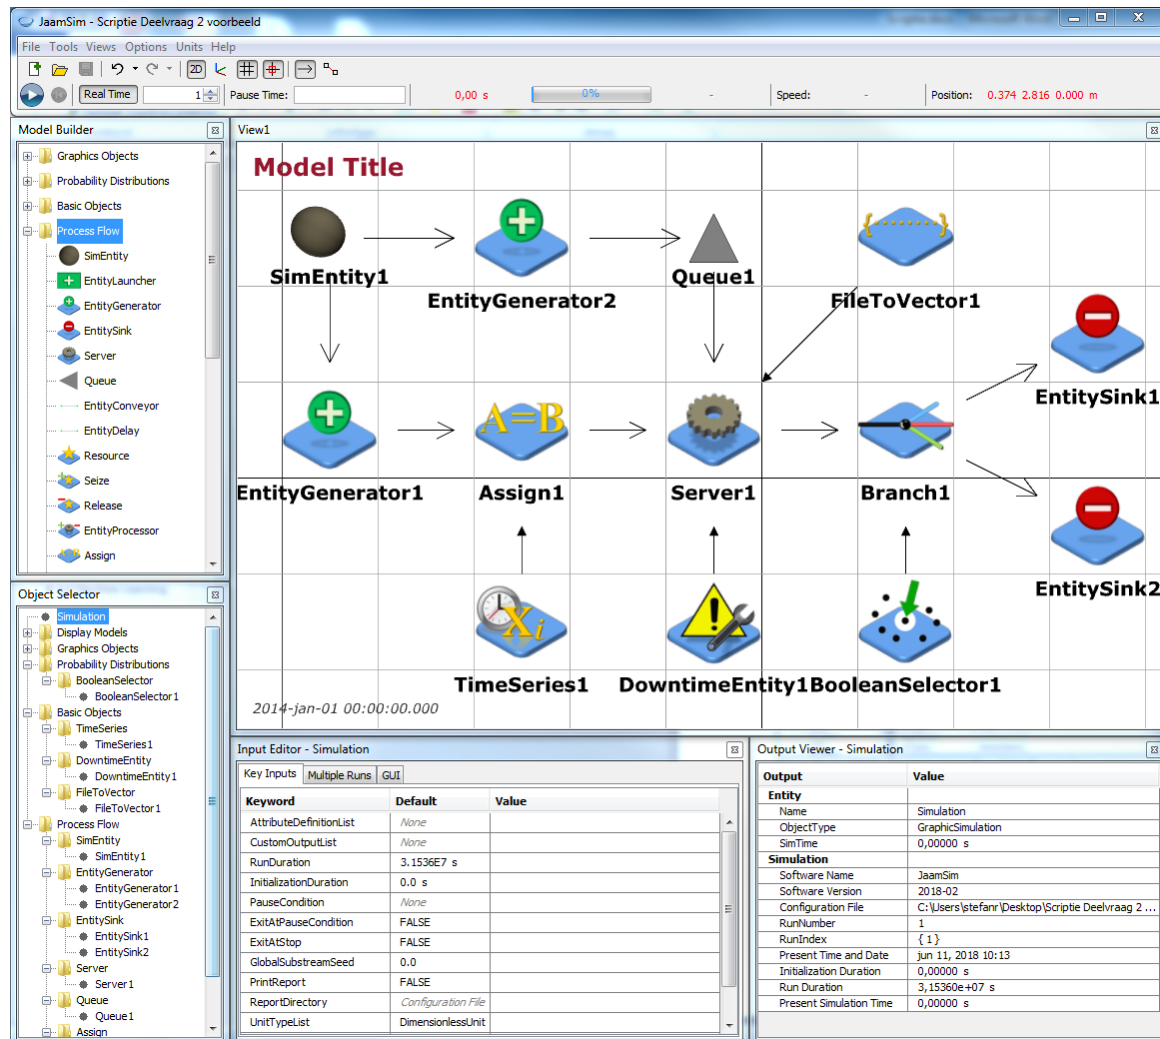 JaamSim - Scriptie Deelvraag 2 voorbeeld
File Tools Views Options Units Help
2D
Real Time 1 Pause Time: 0,00 s 0% - Speed: - Position: 0.374 2.816 0.000 m
Model Builder
Graphics Objects
Probability Distributions
Basic Objects
Process Flow
SimEntity
EntityLauncher
EntityGenerator
EntitySink
Server
Queue
EntityConveyor
EntityDelay
Resource
Seize
Release
EntityProcessor
Assign
Object Selector
Simulation
Display Models
Graphics Objects
Probability Distributions
BooleanSelector
BooleanSelector1
Basic Objects
TimeSeries
TimeSeries1
DowntimeEntity
DowntimeEntity1
FileToVector
FileToVector1
Process Flow
SimEntity
SimEntity1
EntityGenerator
EntityGenerator1
EntityGenerator2
EntitySink
EntitySink1
EntitySink2
Server
Server1
Queue
Queue1
Assign
View1
Model Title
SimEntity1
EntityGenerator2
Queue1
{.......}
FileToVector1
EntitySink1
A=B
EntityGenerator1
Assign1
Server1
Branch1
EntitySink2
Xi
TimeSeries1
DowntimeEntity1
BooleanSelector1
2014-jan-01 00:00:00.000
Input Editor - Simulation
Key Inputs Multiple Runs GUI
Keyword Default Value
AttributeDefinitionList None
CustomOutputList None
RunDuration 3.1536E7 s
InitializationDuration 0.0 s
PauseCondition None
ExitAtPauseCondition FALSE
ExitAtStop FALSE
GlobalSubstreamSeed 0.0
PrintReport FALSE
ReportDirectory Configuration File
UnitTypeList DimensionlessUnit
Output Viewer - Simulation
Output Value
Entity
Name Simulation
ObjectType GraphicSimulation
SimTime 0,00000 s
Simulation
Software Name JaamSim
Software Version 2018-02
Configuration File C:\Users\stefanr\Desktop\Scriptie Deelvraag 2 ...
RunNumber 1
RunIndex {1}
Present Time and Date jun 11, 2018 10:13
Initialization Duration 0,00000 s
Run Duration 3,15360e+07 s
Present Simulation Time 0,00000 s